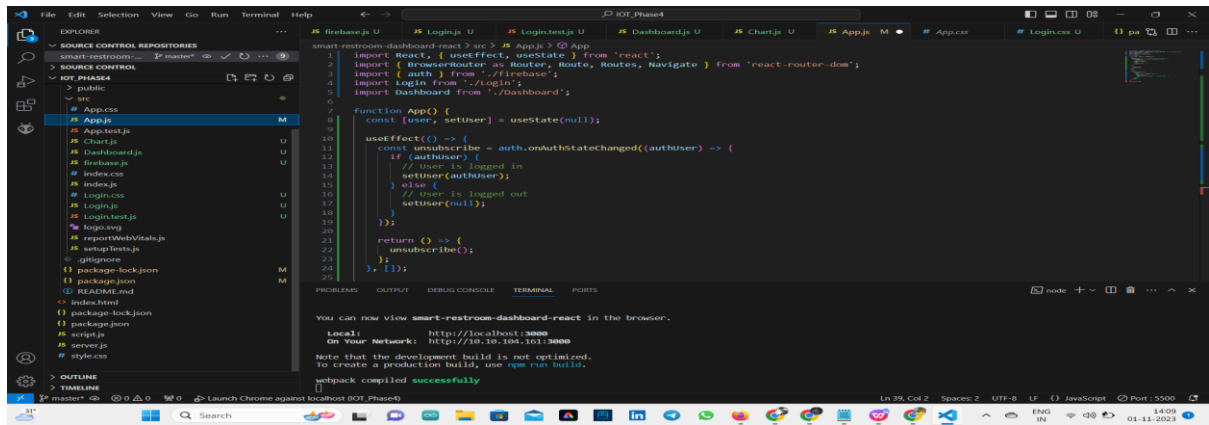 File Edit Selection View Go Run Terminal Help
IOT_Phase4
EXPLORER
JS firebase.js U JS Login.js U JS Login.test.js U JS Dashboard.js U JS Chart.js U JS App.js M # App.css # Login.css U {} pa
SOURCE CONTROL REPOSITORIES
smart-restroom-... master* 9
SOURCE CONTROL
IOT_PHASE4
public
src
# App.css
JS App.js M
JS App.test.js
JS Chart.js U
JS Dashboard.js U
JS firebase.js U
# index.css
JS index.js
# Login.css U
JS Login.js U
JS Login.test.js U
logo.svg
JS reportWebVitals.js
JS setupTests.js
.gitignore
{} package-lock.json M
{} package.json M
README.md
index.html
{} package-lock.json
{} package.json
JS script.js
JS server.js
# style.css
OUTLINE
TIMELINE
smart-restroom-dashboard-react > src > JS App.js > App
1 import React, { useEffect, useState } from 'react';
2 import { BrowserRouter as Router, Route, Routes, Navigate } from 'react-router-dom';
3 import { auth } from './firebase';
4 import Login from './Login';
5 import Dashboard from './Dashboard';
6
7 function App() {
8 const [user, setUser] = useState(null);
9
10 useEffect(() => {
11 const unsubscribe = auth.onAuthStateChanged((authUser) => {
12 if (authUser) {
13 // User is logged in
14 setUser(authUser);
15 } else {
16 // User is logged out
17 setUser(null);
18 }
19 });
20
21 return () => {
22 unsubscribe();
23 };
24 }, []);
25
PROBLEMS OUTPUT DEBUG CONSOLE TERMINAL PORTS
node
You can now view smart-restroom-dashboard-react in the browser.
Local: http://localhost:3000
On Your Network: http://10.10.104.161:3000
Note that the development build is not optimized.
To create a production build, use npm run build.
webpack compiled successfully
master* 0 0 0 Launch Chrome against localhost (IOT_Phase4)
Ln 39, Col 2 Spaces: 2 UTF-8 LF {} JavaScript Port : 5500
31°
Search
ENG
IN
14:09
01-11-2023